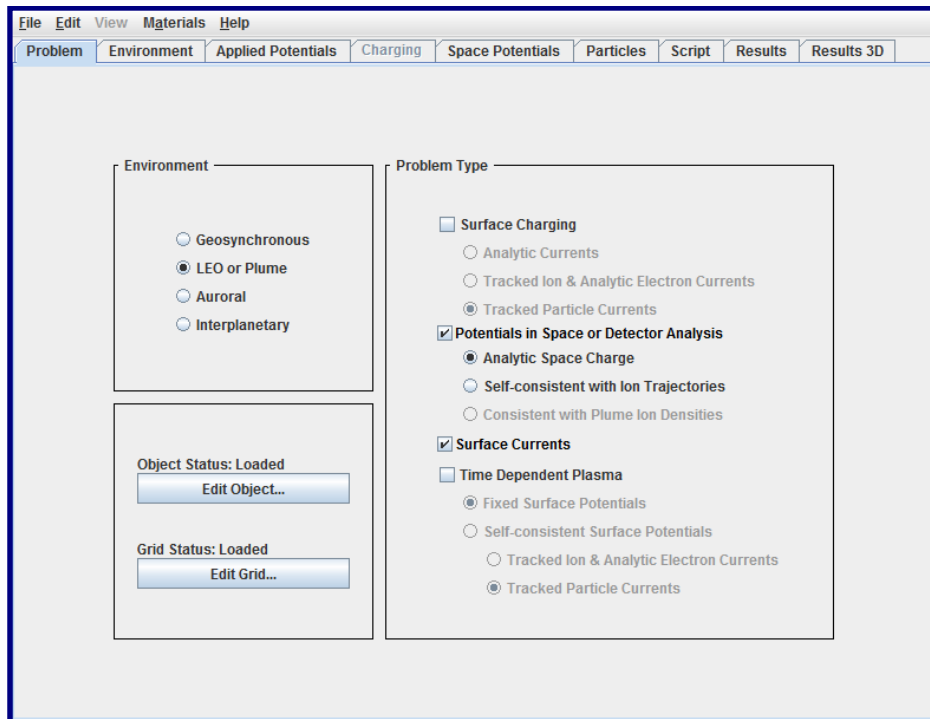 File Edit View Materials Help
Problem Environment Applied Potentials Charging Space Potentials Particles Script Results Results 3D
Environment
Geosynchronous
LEO or Plume
Auroral
Interplanetary
Object Status: Loaded
Edit Object...
Grid Status: Loaded
Edit Grid...
Problem Type
Surface Charging
Analytic Currents
Tracked Ion & Analytic Electron Currents
Tracked Particle Currents
Potentials in Space or Detector Analysis
Analytic Space Charge
Self-consistent with Ion Trajectories
Consistent with Plume Ion Densities
Surface Currents
Time Dependent Plasma
Fixed Surface Potentials
Self-consistent Surface Potentials
Tracked Ion & Analytic Electron Currents
Tracked Particle Currents